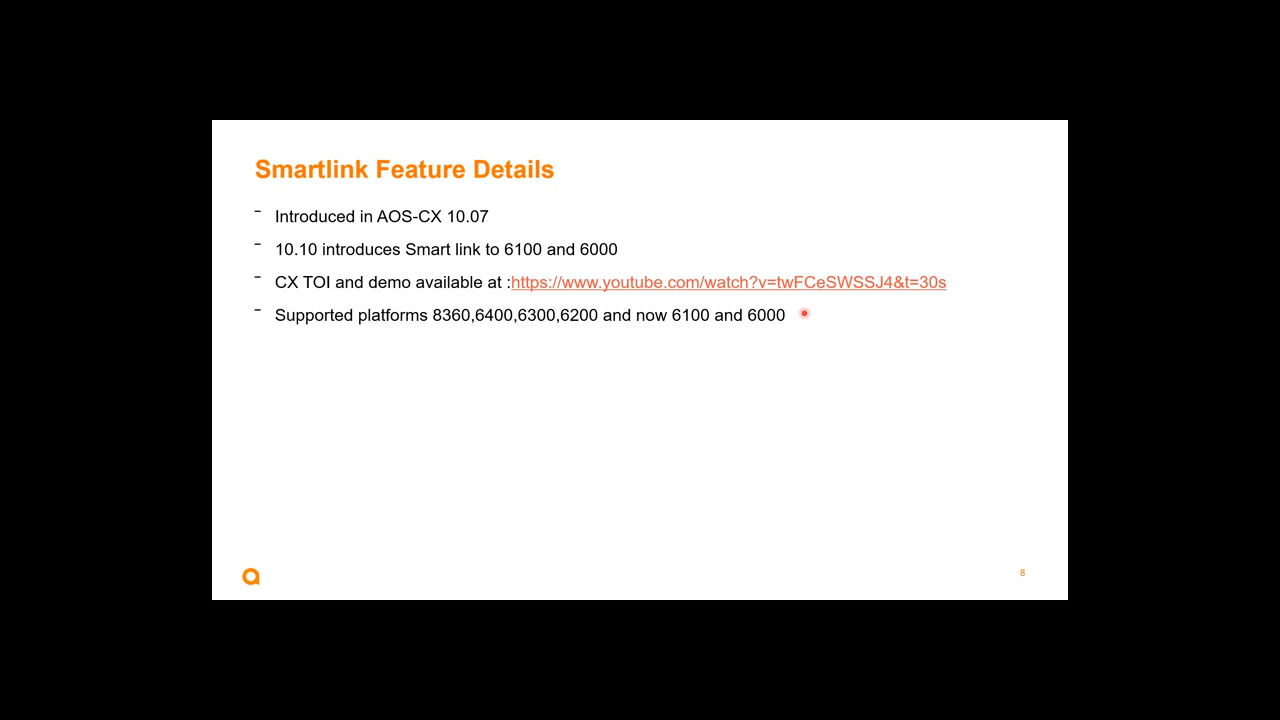 Smartlink Feature Details
– Introduced in AOS-CX 10.07
– 10.10 introduces Smart link to 6100 and 6000
– CX TOI and demo available at :https://www.youtube.com/watch?v=twFCeSWSSJ4&t=30s
– Supported platforms 8360,6400,6300,6200 and now 6100 and 6000
8